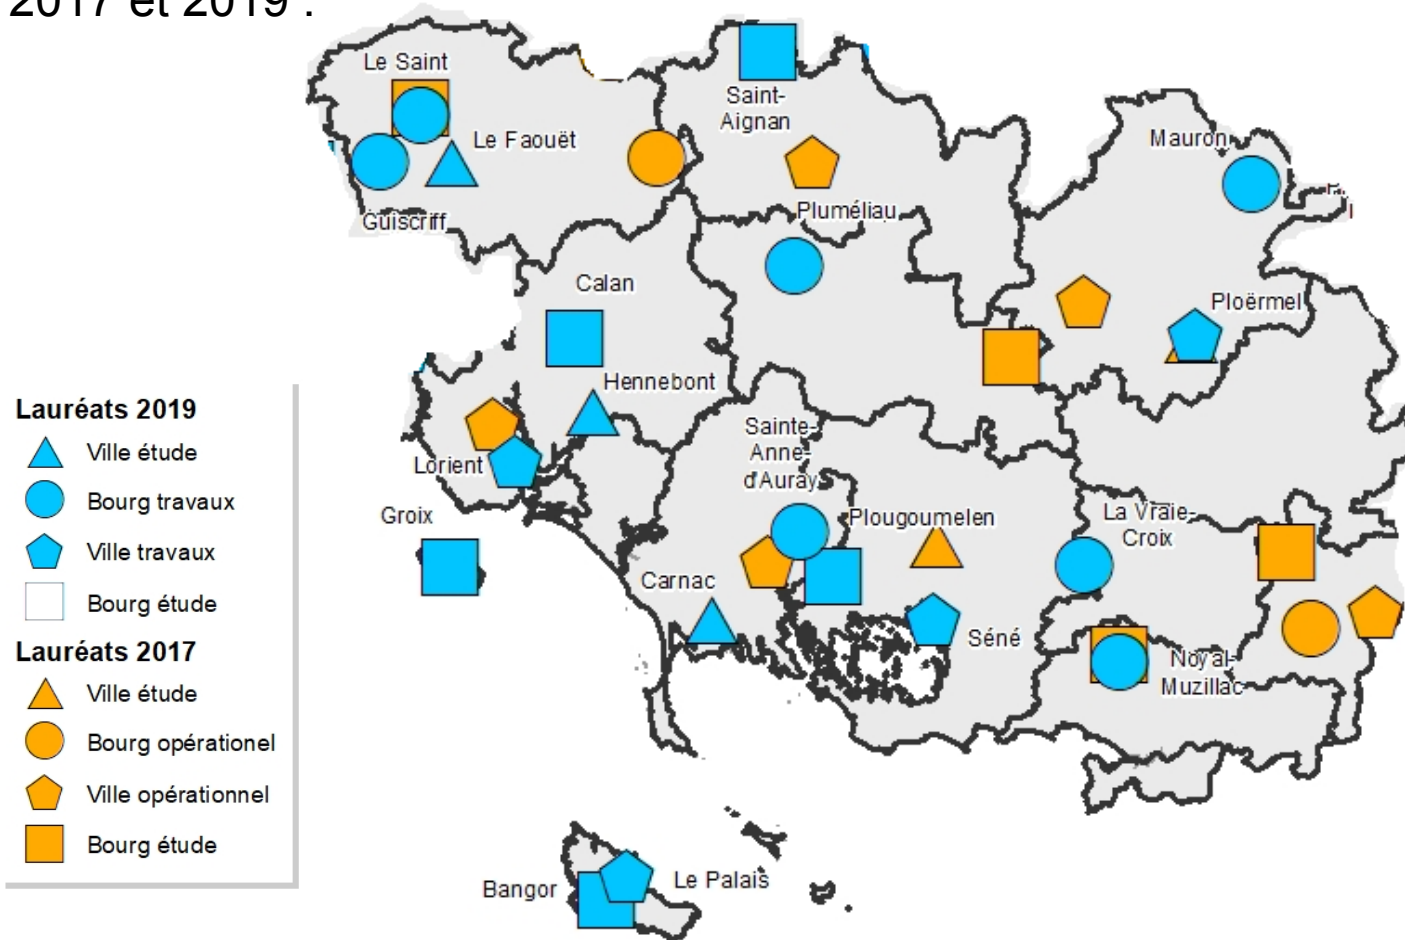 2017 et 2019 :
Le Saint
Saint-
Aignan
Le Faouët
Mauron
Guiscriff
Pluméliau
Calan
Ploërmel
Hennebont
Lauréats 2019
Ville étude
Bourg travaux
Ville travaux
Bourg étude
Lauréats 2017
Ville étude
Bourg opérationel
Ville opérationnel
Bourg étude
Sainte-
Anne-
d'Auray
Lorient
Groix
Plougoumelen
La Vraie-
Croix
Carnac
Séné
Noyal-
Muzillac
Bangor
Le Palais